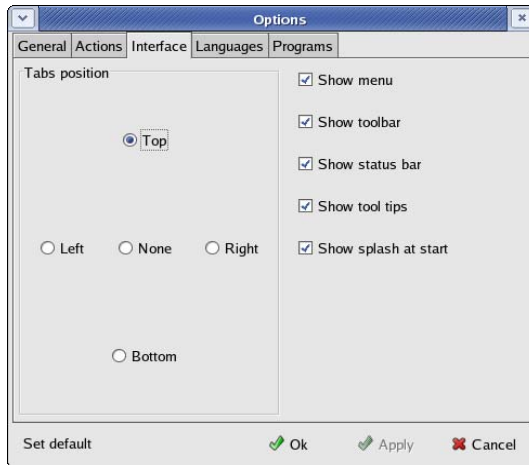 Options
General Actions Interface Languages Programs
Tabs position
Top
Left None Right
Bottom
Show menu
Show toolbar
Show status bar
Show tool tips
Show splash at start
Set default Ok Apply Cancel